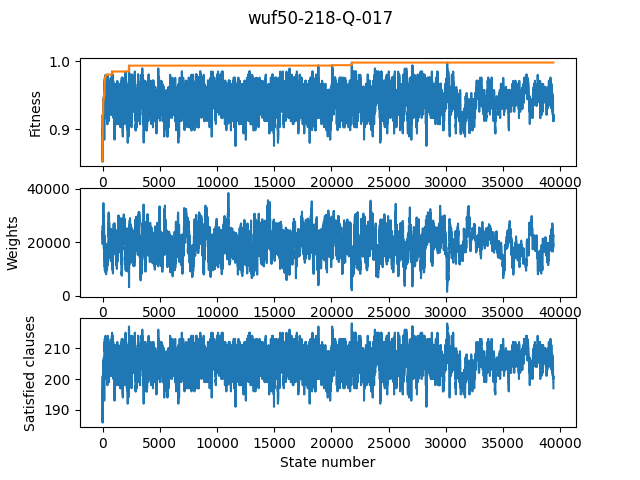 wuf50-218-Q-017
1.0
0.9
Fitness
0 5000 10000 15000 20000 25000 30000 35000 40000
40000
20000
0
Weights
0 5000 10000 15000 20000 25000 30000 35000 40000
210
200
190
Satisfied clauses
0 5000 10000 15000 20000 25000 30000 35000 40000
State number